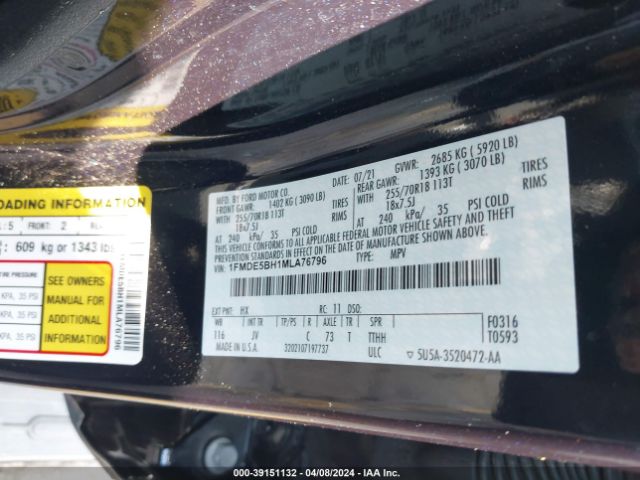 MFD. BY FORD MOTOR CO.
DATE: 07/21
GVWR: 2685 KG ( 5920 LB)
FRONT GAWR: 1402 KG ( 3090 LB)
REAR GAWR: 1393 KG ( 3070 LB)
WITH 255/70R18 113T TIRES
WITH 255/70R18 113T TIRES
18x7.5J RIMS
18x7.5J RIMS
AT 240 kPa/ 35 PSI COLD
AT 240 kPa/ 35 PSI COLD
THIS VEHICLE CONFORMS TO ALL APPLICABLE FEDERAL MOTOR VEHICLE SAFETY, BUMPER,
AND THEFT PREVENTION STANDARDS IN EFFECT ON THE DATE OF MANUFACTURE SHOWN ABOVE.
VIN: 1FMDE5BH1MLA76796
TYPE: MPV
EXT PNT: HX RC: 11 DSO:
WB INT TR TP/PS R AXLE TR SPR F0316
116 JV C 73 T TTHH T0593
MADE IN U.S.A. 3202107197737 ULC 5U5A-3520472-AA
OADING INFORMATION
: 5 FRONT: 2
609 kg or 1343 lbs
E PRESSURE
KPA, 35 PSI
KPA, 35 PSI
SEE OWNERS
MANUAL FOR
ADDITIONAL
INFORMATION
1FMDE5BH1MLA76796
000-39151132 - 04/08/2024 - IAA Inc.